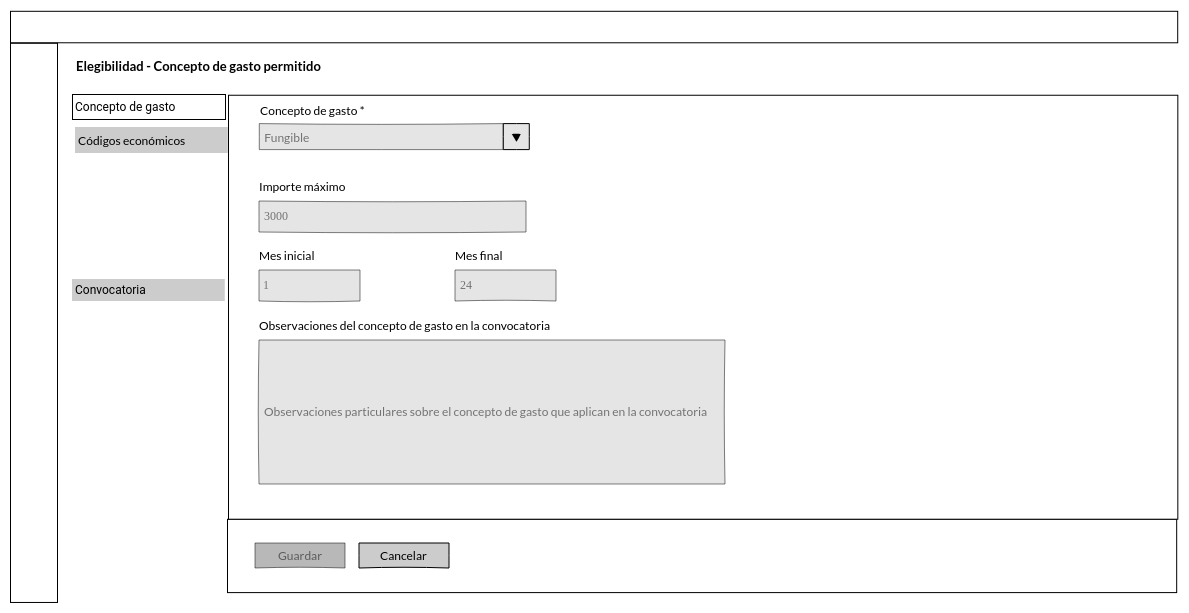 Elegibilidad - Concepto de gasto permitido
Concepto de gasto
Códigos económicos
Convocatoria
Concepto de gasto *
Fungible
Importe máximo
3000
Mes inicial
Mes final
1
24
Observaciones del concepto de gasto en la convocatoria
Observaciones particulares sobre el concepto de gasto que aplican en la convocatoria
Guardar
Cancelar